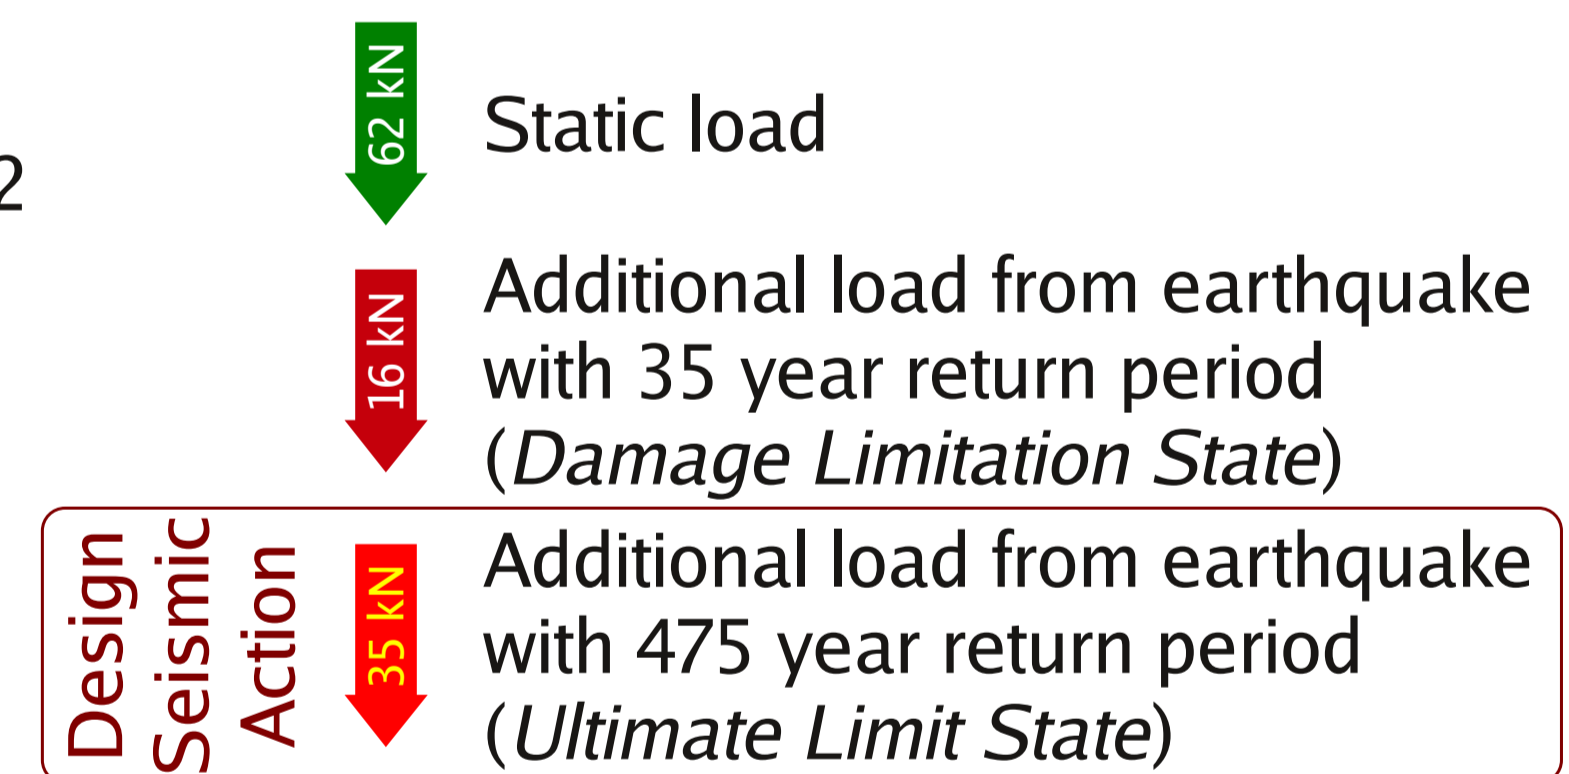 2
62 kN
Static load
16 kN
Additional load from earthquake
with 35 year return period
(Damage Limitation State)
Design
Seismic
Action
35 kN
Additional load from earthquake
with 475 year return period
(Ultimate Limit State)